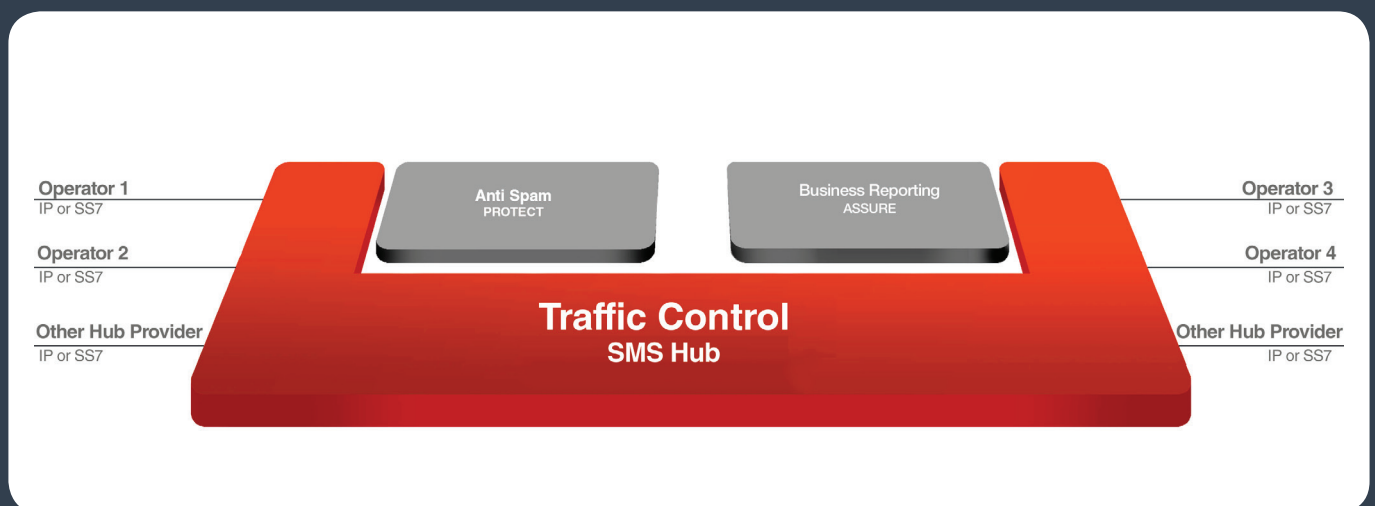 Operator 1
IP or SS7
Operator 2
IP or SS7
Other Hub Provider
IP or SS7
Anti Spam
PROTECT
Business Reporting
ASSURE
Traffic Control
SMS Hub
Operator 3
IP or SS7
Operator 4
IP or SS7
Other Hub Provider
IP or SS7